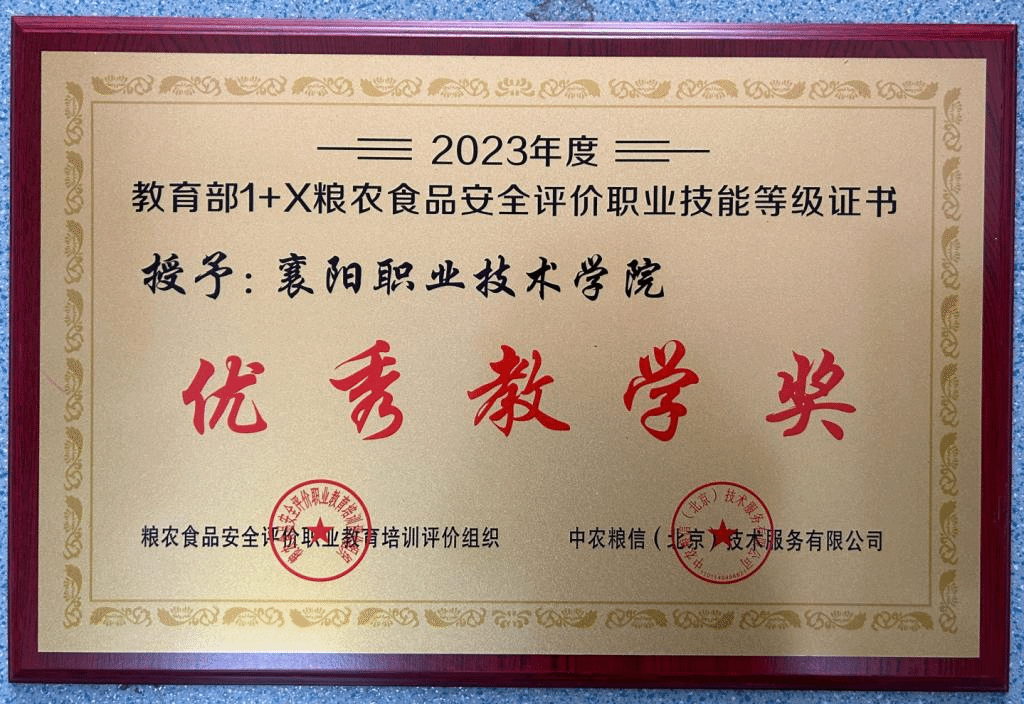 2023年度
教育部1+X粮农食品安全评价职业技能等级证书
授予：襄阳职业技术学院
优秀教学奖
粮农食品安全评价职业教育培训评价组织
中农粮信（北京）技术服务有限公司